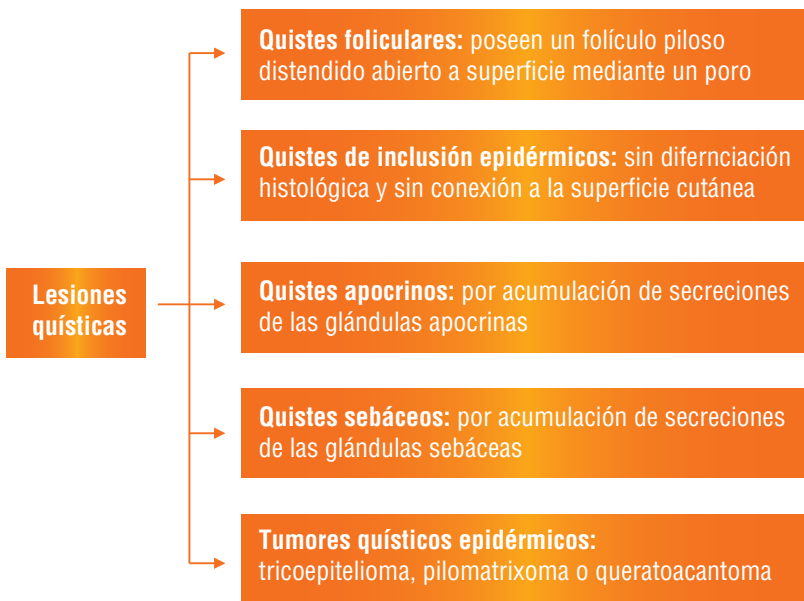 Quistes foliculares: poseen un folículo piloso
distendido abierto a superficie mediante un poro
Quistes de inclusión epidérmicos: sin difernciación
histológica y sin conexión a la superficie cutánea
Lesiones
quísticas
Quistes apocrinos: por acumulación de secreciones
de las glándulas apocrinas
Quistes sebáceos: por acumulación de secreciones
de las glándulas sebáceas
Tumores quísticos epidérmicos:
tricoepitelioma, pilomatrixoma o queratoacantoma